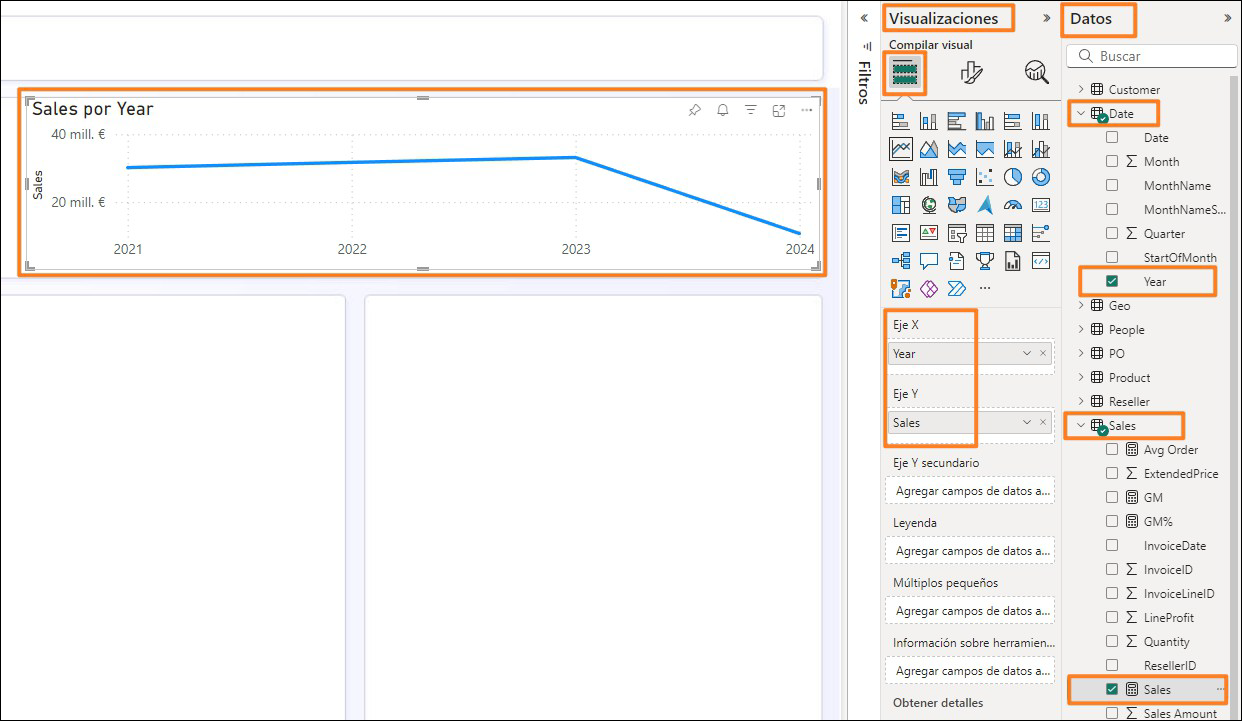 Sales por Year
40 mill. €
20 mill. €
Sales
2021
2022
2023
2024
Filtros
Visualizaciones
Compilar visual
123
Eje X
Year
Eje Y
Sales
Eje Y secundario
Agregar campos de datos a...
Leyenda
Agregar campos de datos a...
Múltiplos pequeños
Agregar campos de datos a...
Información sobre herramien...
Agregar campos de datos a...
Obtener detalles
Datos
Buscar
Customer
Date
Date
Month
MonthName
MonthNameS...
Quarter
StartOfMonth
Year
Geo
People
PO
Product
Reseller
Sales
Avg Order
ExtendedPrice
GM
GM%
InvoiceDate
InvoiceID
InvoiceLineID
LineProfit
Quantity
ResellerID
Sales
Sales Amount